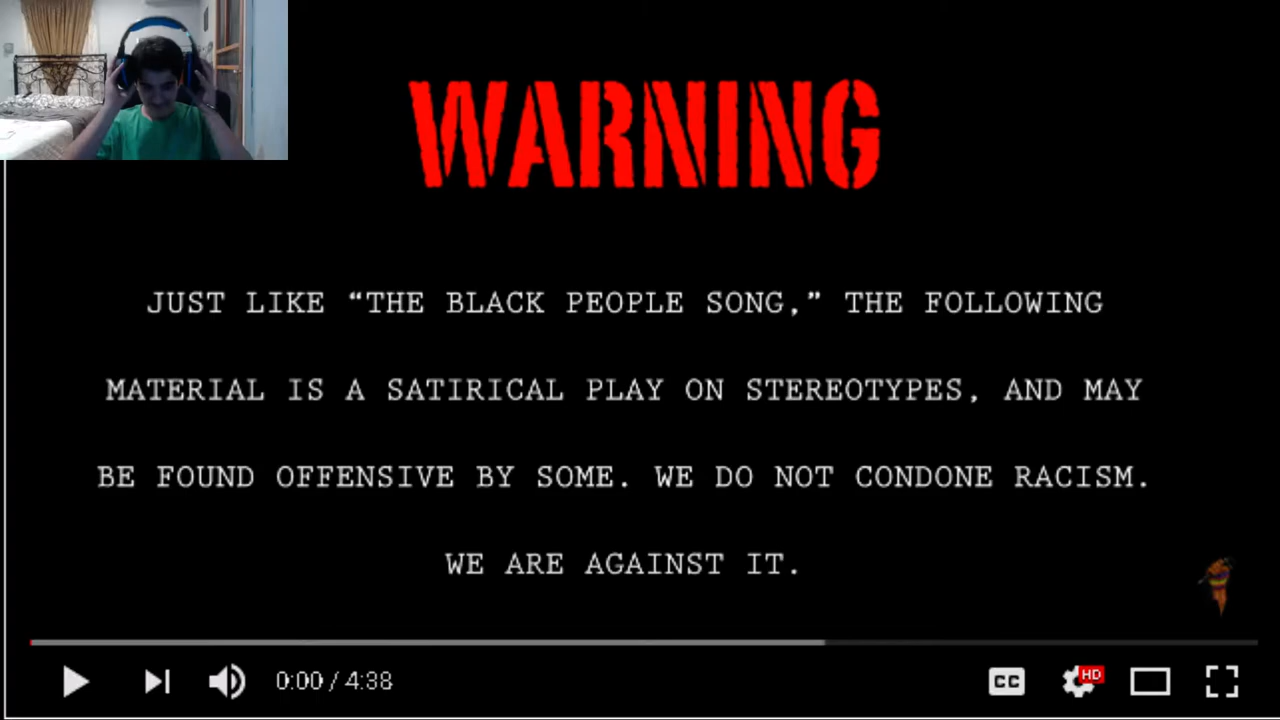 WARNING
JUST LIKE “THE BLACK PEOPLE SONG,” THE FOLLOWING
MATERIAL IS A SATIRICAL PLAY ON STEREOTYPES, AND MAY
BE FOUND OFFENSIVE BY SOME. WE DO NOT CONDONE RACISM.
WE ARE AGAINST IT.
0:00 / 4:38 CC HD